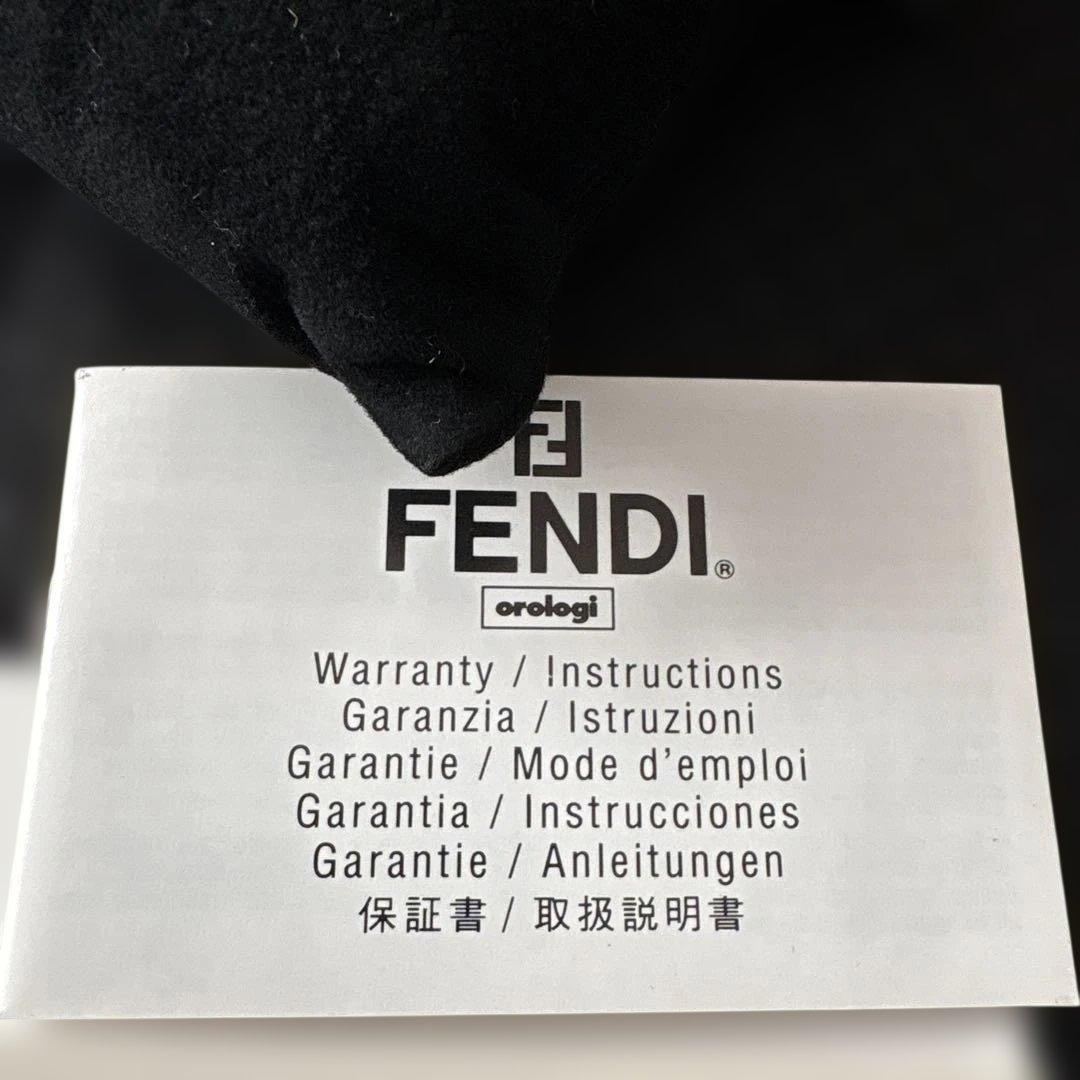 FENDI®
orologi
Warranty / Instructions
Garanzia / Istruzioni
Garantie / Mode d'emploi
Garantia / Instrucciones
Garantie / Anleitungen
保証書 / 取扱説明書